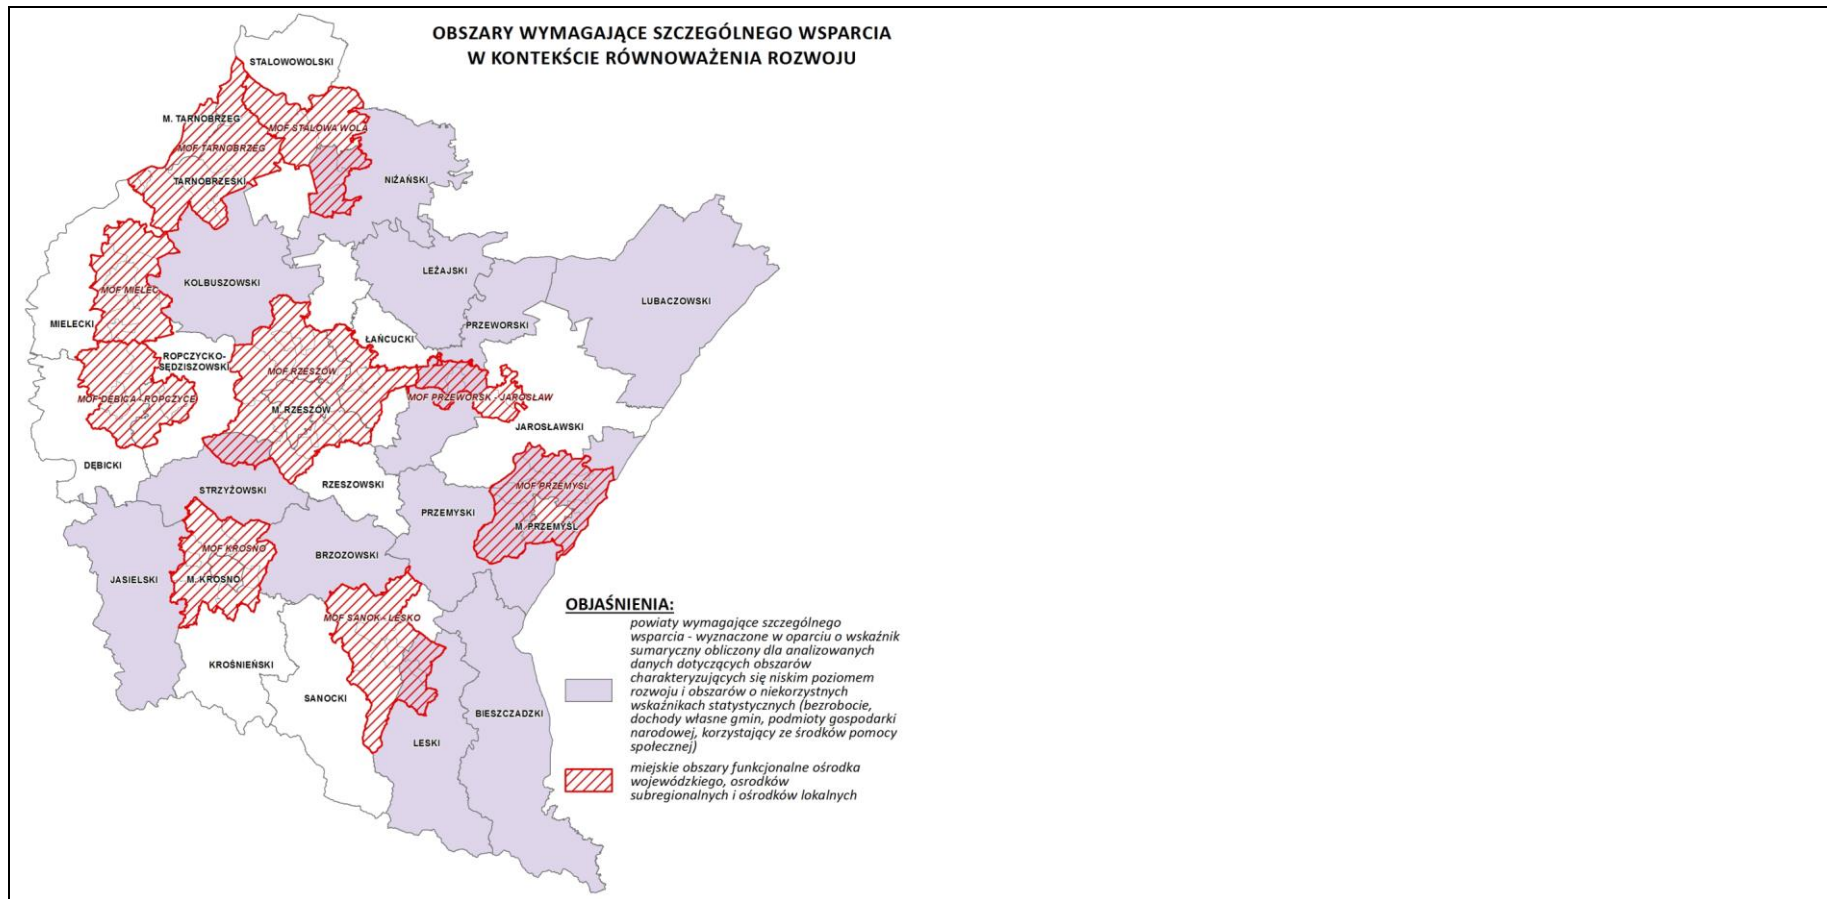 OBSZARY WYMAGAJĄCE SZCZEGÓLNEGO WSPARCIA
W KONTEKŚCIE RÓWNOWAŻENIA ROZWOJU
STALOWOWOLSKI
M. TARNOBRZEG
MOF STALOWA WOLA
MOF TARNOBRZEG
TARNOBRZESKI
NIŻAŃSKI
LEŻAJSKI
KOLBUSZOWSKI
MOF MIELEC
LUBACZOWSKI
MIELECKI
PRZEWORSKI
ŁAŃCUCKI
ROPCZYCKO-
SĘDZISZOWSKI
MOF RZESZÓW
MOF DĘBICA - ROPCZYCE
MOF PRZEWORSK - JAROSŁAW
M. RZESZÓW
JAROSŁAWSKI
DĘBICKI
RZESZOWSKI
MOF PRZEMYŚL
STRZYŻOWSKI
PRZEMYSKI
M. PRZEMYŚL
MOF KROSNO
BRZOZOWSKI
JASIELSKI
M. KROSNO
MOF SANOK - LESKO
KROŚNIEŃSKI
SANOCKI
BIESZCZADZKI
LESKI
OBJAŚNIENIA:
powiaty wymagające szczególnego
wsparcia - wyznaczone w oparciu o wskaźnik
sumaryczny obliczony dla analizowanych
danych dotyczących obszarów
charakteryzujących się niskim poziomem
rozwoju i obszarów o niekorzystnych
wskaźnikach statystycznych (bezrobocie,
dochody własne gmin, podmioty gospodarki
narodowej, korzystający ze środków pomocy
społecznej)
miejskie obszary funkcjonalne ośrodka
wojewódzkiego, osrodków
subregionalnych i ośrodków lokalnych